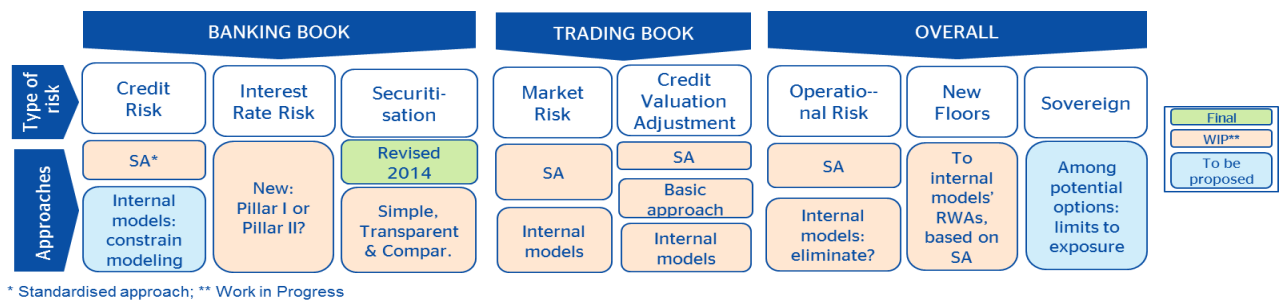 BANKING BOOK
TRADING BOOK
OVERALL
Type of
risk
Credit
Risk
Interest
Rate Risk
Securiti-
sation
Market
Risk
Credit
Valuation
Adjustment
Operatio--
nal Risk
New
Floors
Sovereign
Approaches
SA*
Internal
models:
constrain
modeling
New:
Pillar I or
Pillar II?
Revised
2014
Simple,
Transparent
& Compar.
SA
Internal
models
SA
Basic
approach
Internal
models
SA
Internal
models:
eliminate?
To
internal
models’
RWAs,
based on
SA
Among
potential
options:
limits to
exposure
Final
WIP**
To be
proposed
* Standardised approach; ** Work in Progress